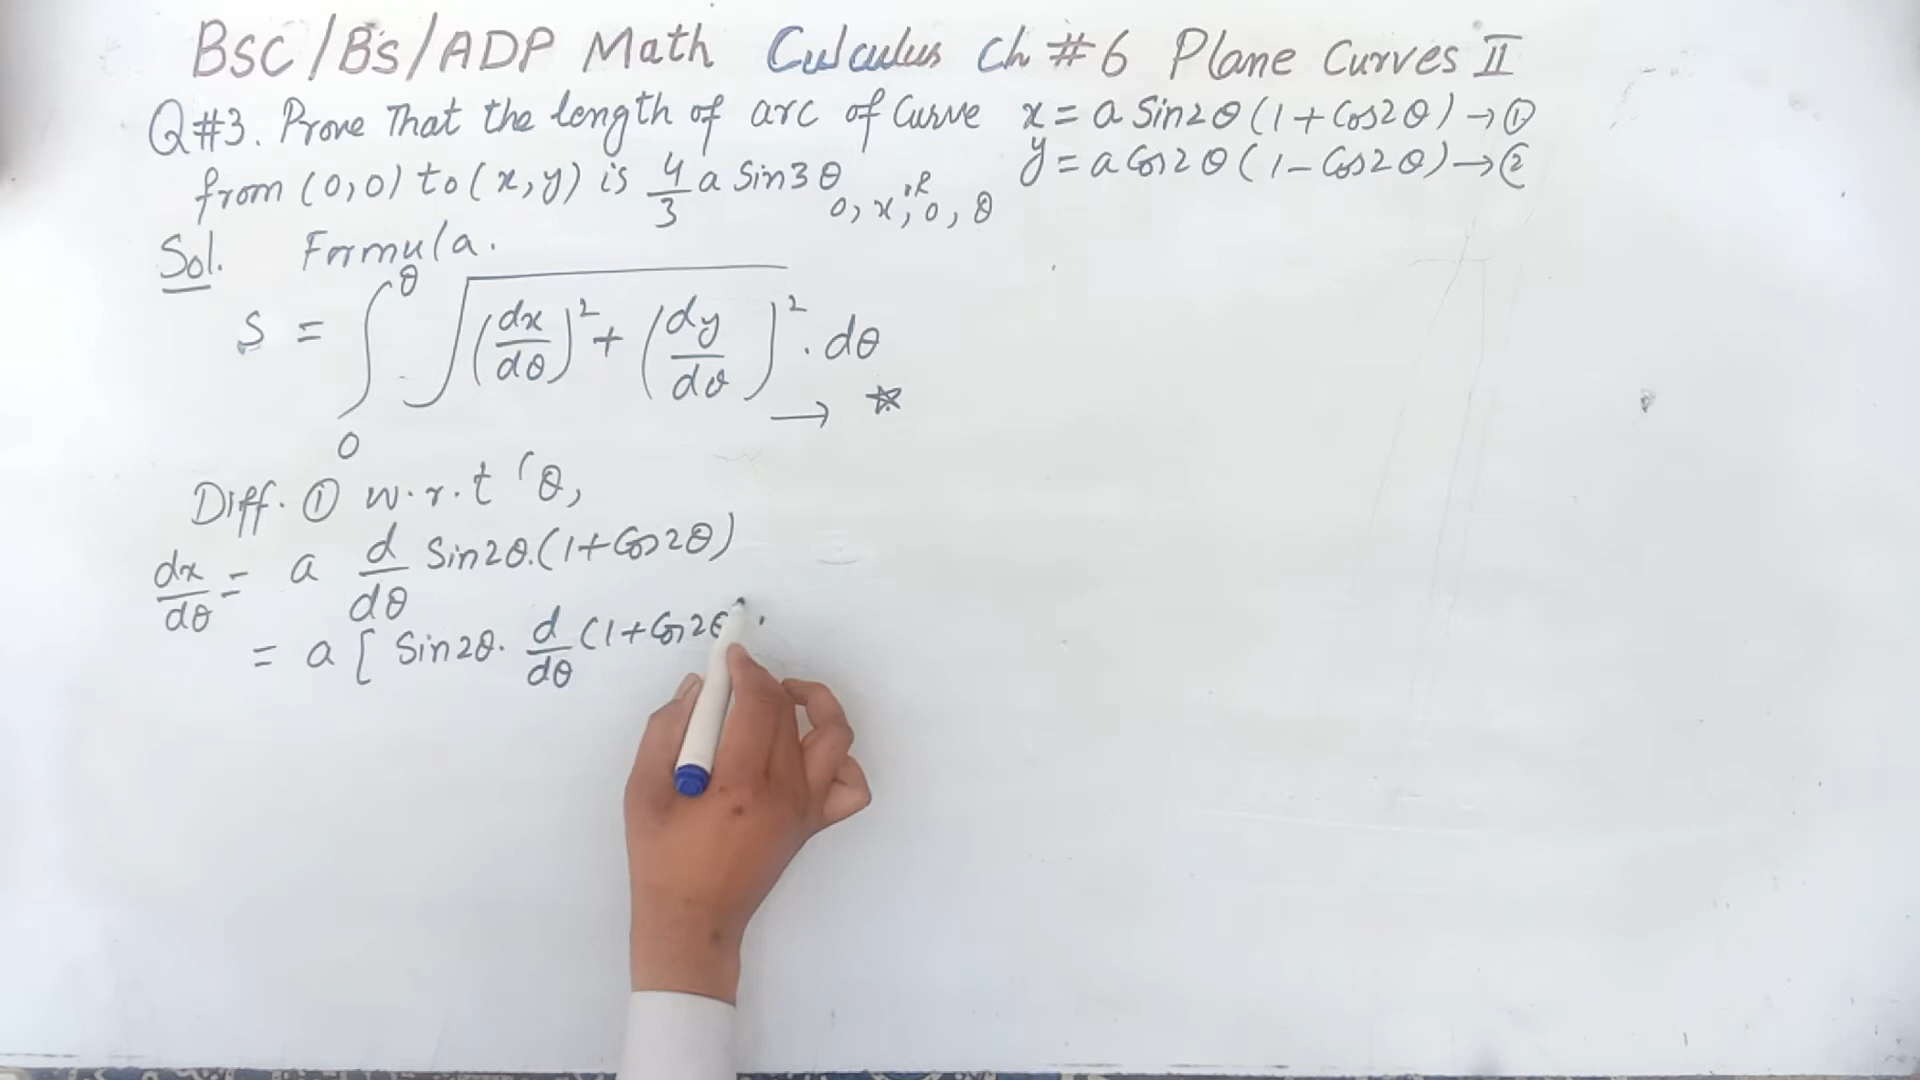 BSC/BS/ADP Math Calculus Ch #6 Plane Curves II
Q#3. Prove That the length of arc of Curve x = a Sin2θ (1+Cos2θ) → ①
y = a Cos2θ (1-Cos2θ) → ②
from (0,0) to (x,y) is 4/3 a Sin3θ
0, x, 0, θ
Sol. Formula.
S = ∫₀^θ √((dx/dθ)² + (dy/dθ)²) . dθ → ☆
Diff. ① w.r.t 'θ,
dx/dθ = a d/dθ Sin2θ.(1+Cos2θ)
= a [ Sin2θ. d/dθ (1+Cos2θ